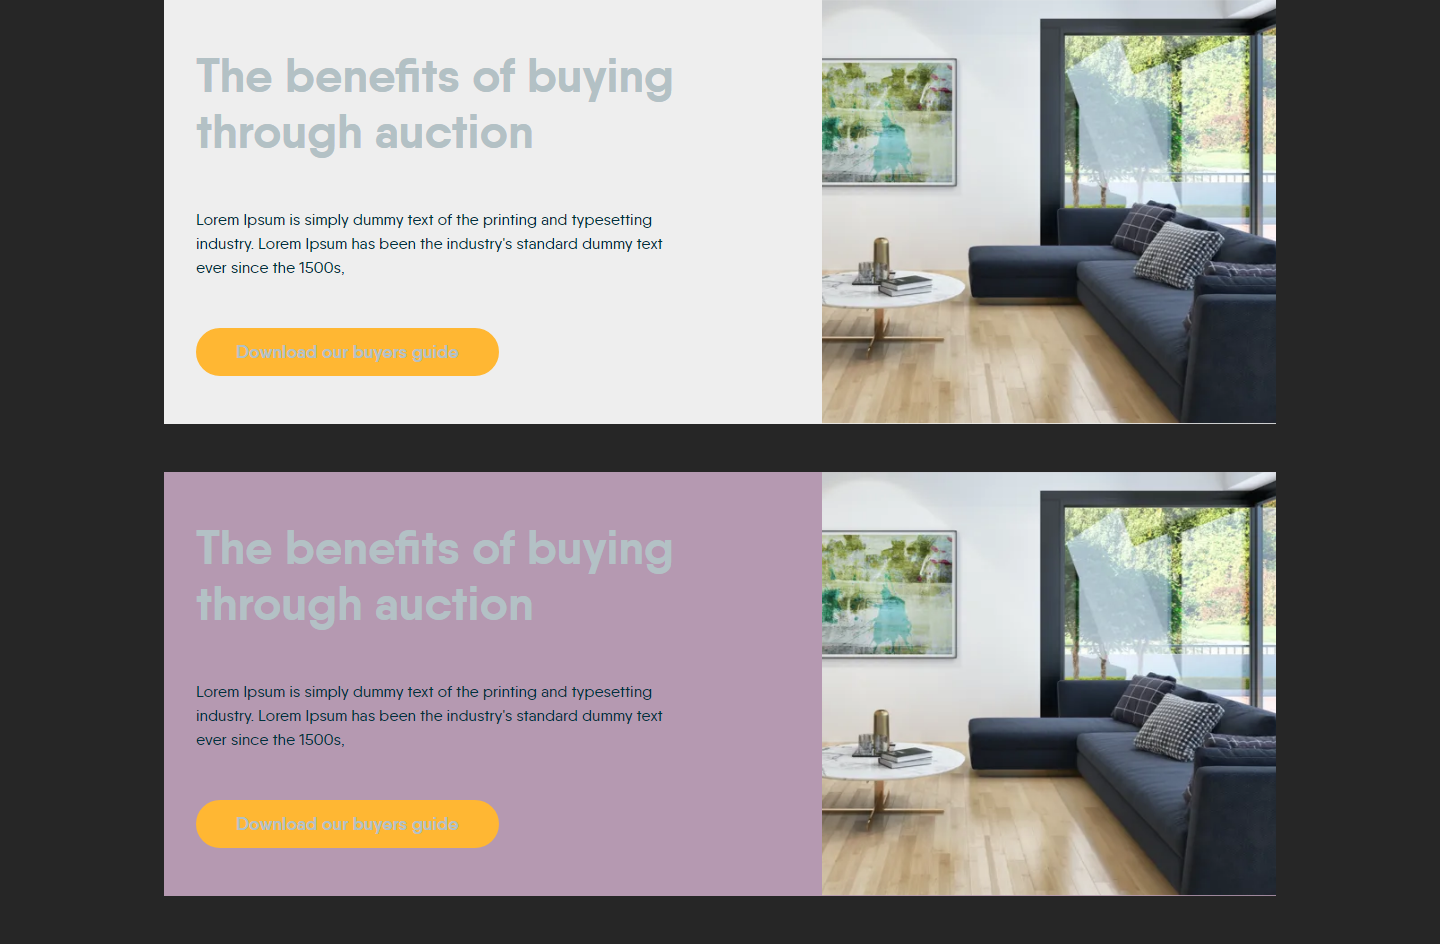 The benefits of buying
through auction
Lorem Ipsum is simply dummy text of the printing and typesetting
industry. Lorem Ipsum has been the industry's standard dummy text
ever since the 1500s,
Download our buyers guide
The benefits of buying
through auction
Lorem Ipsum is simply dummy text of the printing and typesetting
industry. Lorem Ipsum has been the industry's standard dummy text
ever since the 1500s,
Download our buyers guide